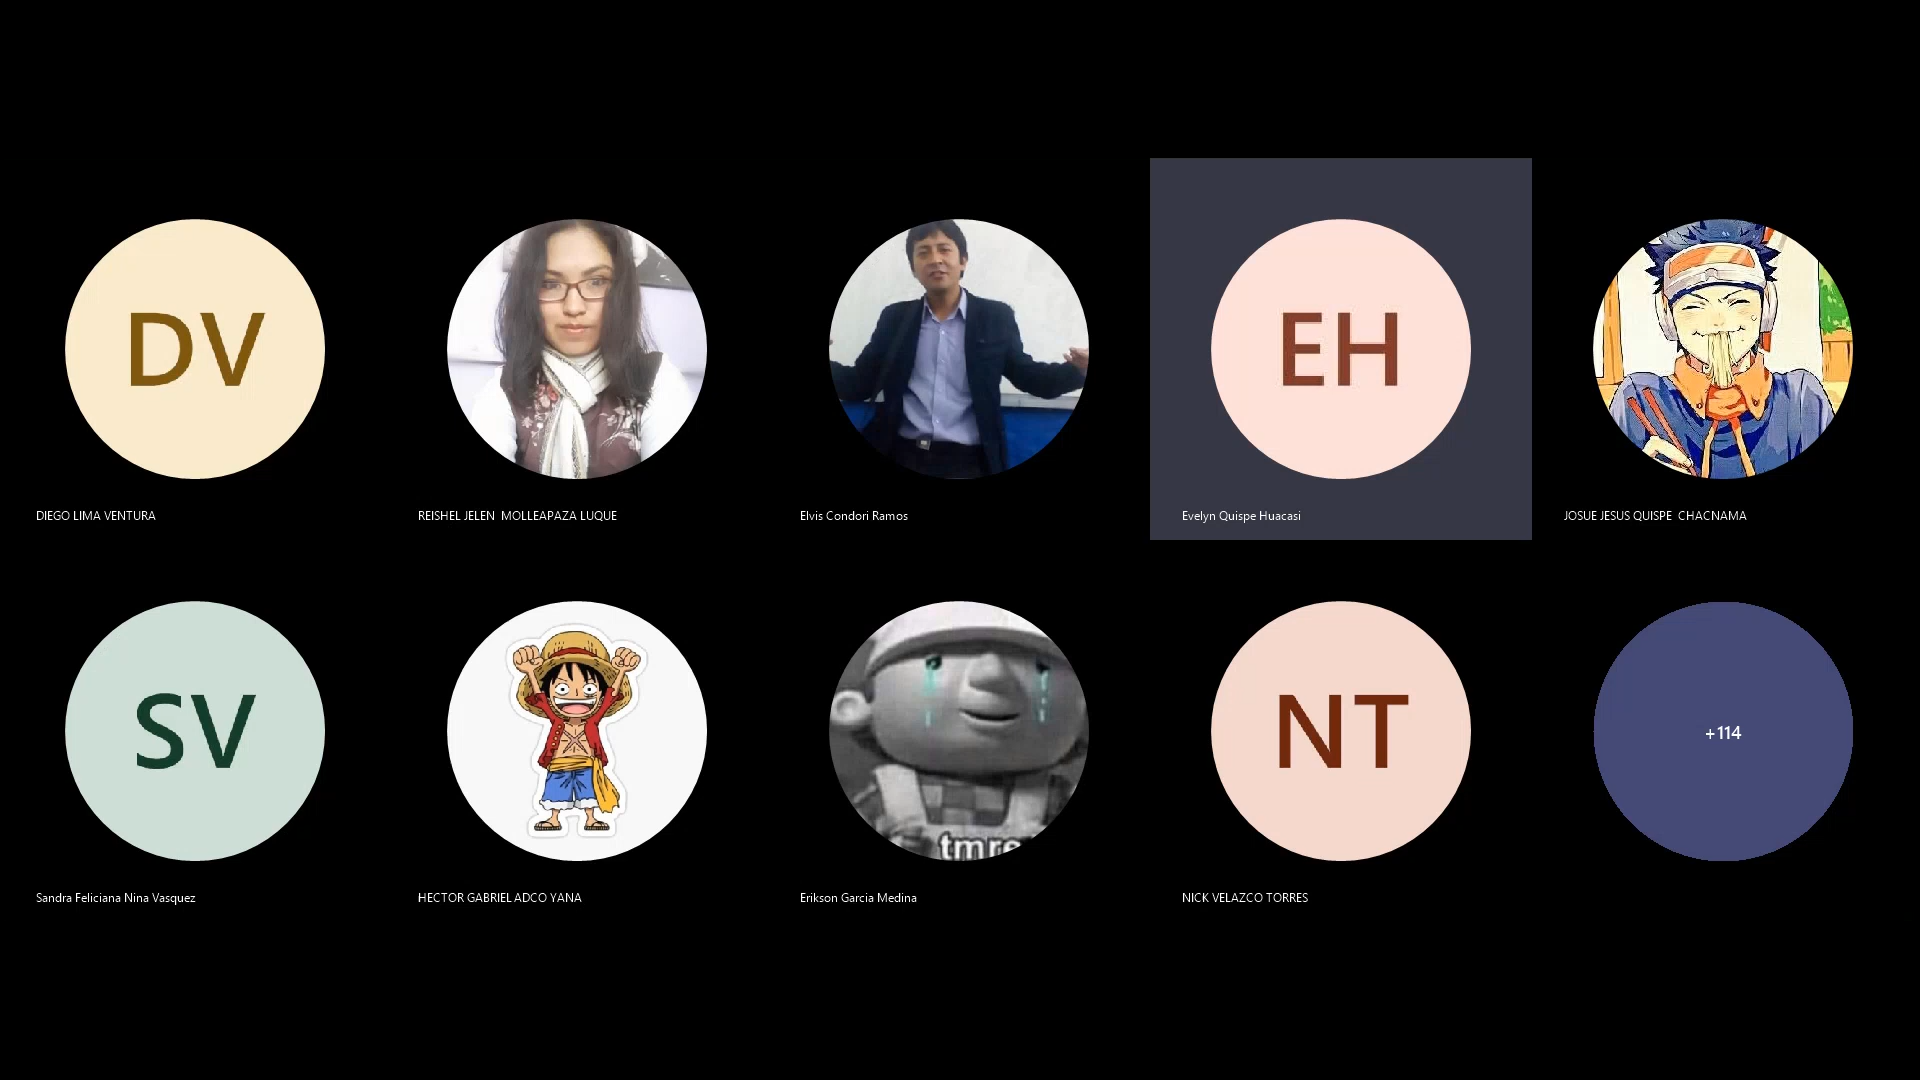 DV
EH
DIEGO LIMA VENTURA
REISHEL JELEN MOLLEAPAZA LUQUE
Elvis Condori Ramos
Evelyn Quispe Huacasi
JOSUE JESUS QUISPE CHACNAMA
SV
NT
+114
Sandra Feliciana Nina Vasquez
HECTOR GABRIEL ADCO YANA
Erikson Garcia Medina
NICK VELAZCO TORRES